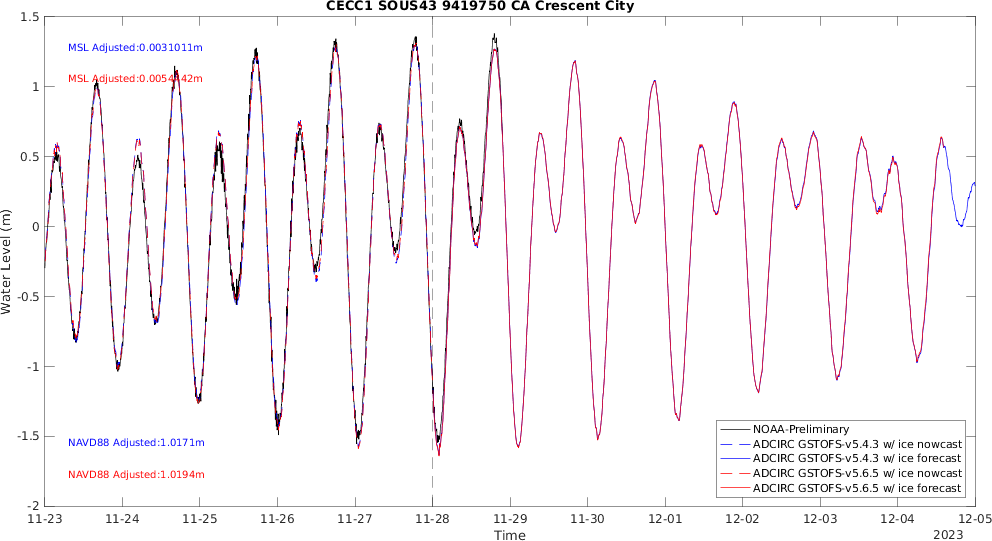 CECC1 SOUS43 9419750 CA Crescent City
1.5
1
0.5
0
-0.5
-1
-1.5
-2
Water Level (m)
MSL Adjusted:0.0031011m
NAVD88 Adjusted:1.0171m
NAVD88 Adjusted:1.0194m
NOAA-Preliminary
ADCIRC GSTOFS-v5.4.3 w/ ice nowcast
ADCIRC GSTOFS-v5.4.3 w/ ice forecast
ADCIRC GSTOFS-v5.6.5 w/ ice nowcast
ADCIRC GSTOFS-v5.6.5 w/ ice forecast
11-23 11-24 11-25 11-26 11-27 11-28 11-29 11-30 12-01 12-02 12-03 12-04 12-05
Time
2023